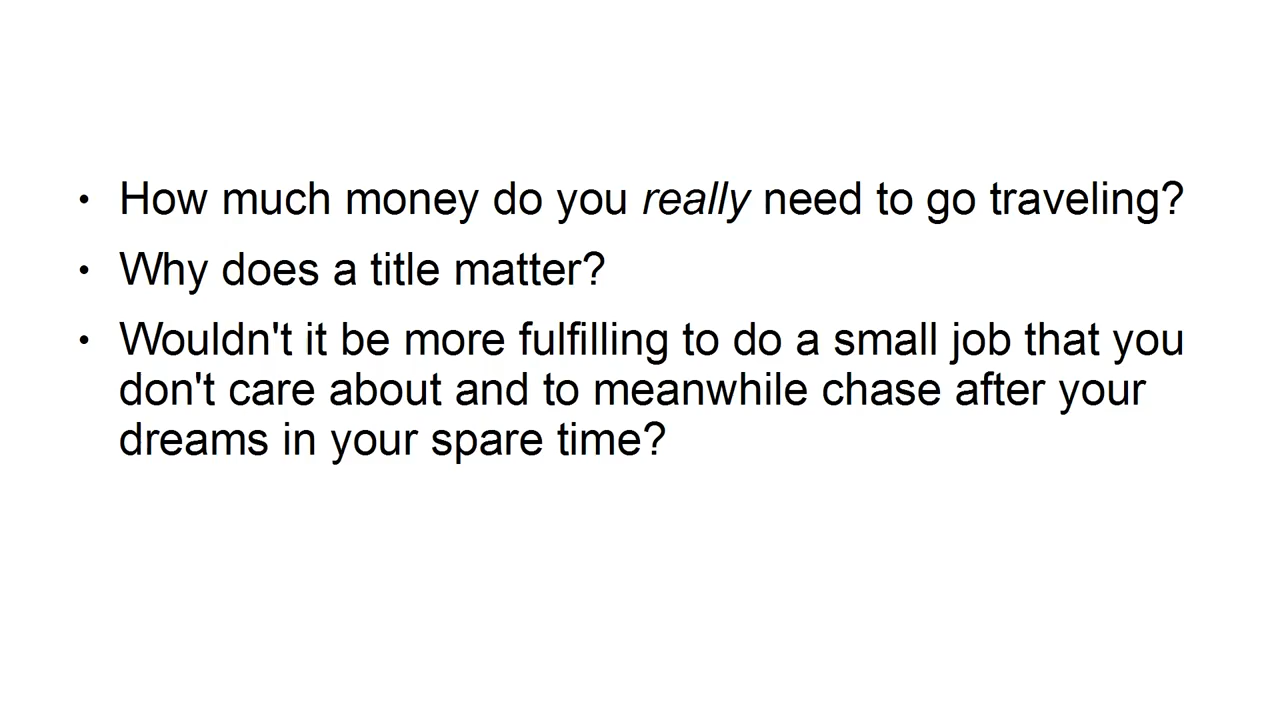 • How much money do you really need to go traveling?
• Why does a title matter?
• Wouldn't it be more fulfilling to do a small job that you
don't care about and to meanwhile chase after your
dreams in your spare time?